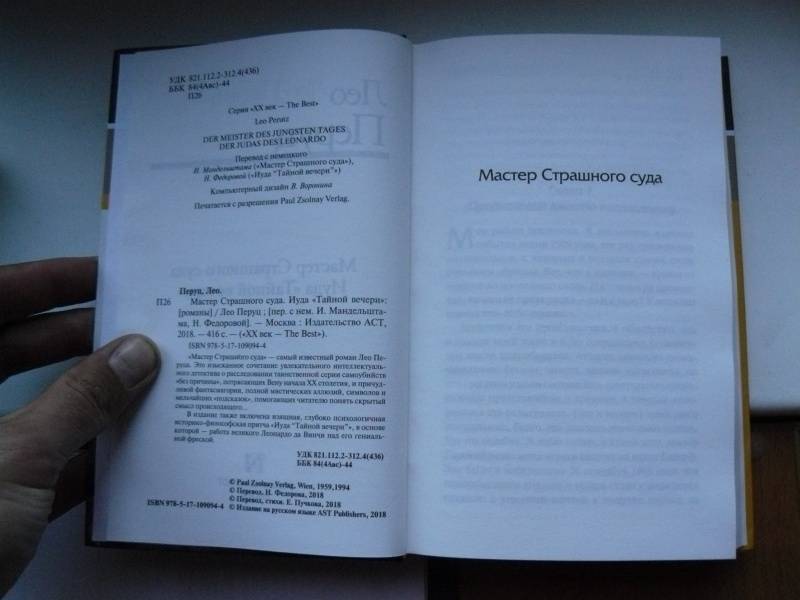 УДК 821.112.2-312.4(436)
ББК 84(4Авс)-44
П26
Серия «XX век — The Best»
Leo Perutz
DER MEISTER DES JUNGSTEN TAGES
DER JUDAS DES LEONARDO
Перевод с немецкого
И. Мандельштама («Мастер Страшного суда»),
Н. Федоровой («Иуда "Тайной вечери"»)
Компьютерный дизайн В. Воронина
Печатается с разрешения Paul Zsolnay Verlag.
Перуц, Лео.
П26 Мастер Страшного суда. Иуда «Тайной вечери»:
[романы] / Лео Перуц ; [пер. с нем. И. Мандельшта-
ма, Н. Федоровой]. — Москва : Издательство АСТ,
2018. — 416 с. — («XX век — The Best»).
ISBN 978-5-17-109094-4
«Мастер Страшного суда» — самый известный роман Лео Пе-
руца. Это изысканное сочетание увлекательного интеллектуаль-
ного детектива о расследовании таинственной серии самоубийств
«без причины», потрясающих Вену начала XX столетия, и причуд-
ливой фантасмагории, полной мистических аллюзий, символов и
мельчайших «подсказок», помогающих читателю понять скрытый
смысл происходящего...
В издание также включена изящная, глубоко психологичная
историко-философская притча «Иуда "Тайной вечери"», в основе
которой — работа великого Леонардо да Винчи над его гениаль-
ной фреской.
УДК 821.112.2-312.4(436)
ББК 84(4Авс)-44
© Paul Zsolnay Verlag, Wien, 1959,1994
© Перевод, Н. Федорова, 2018
© Перевод, стихи. Е. Пучкова, 2018
ISBN 978-5-17-109094-4 © Издание на русском языке AST Publishers, 2018
Мастер Страшного суда